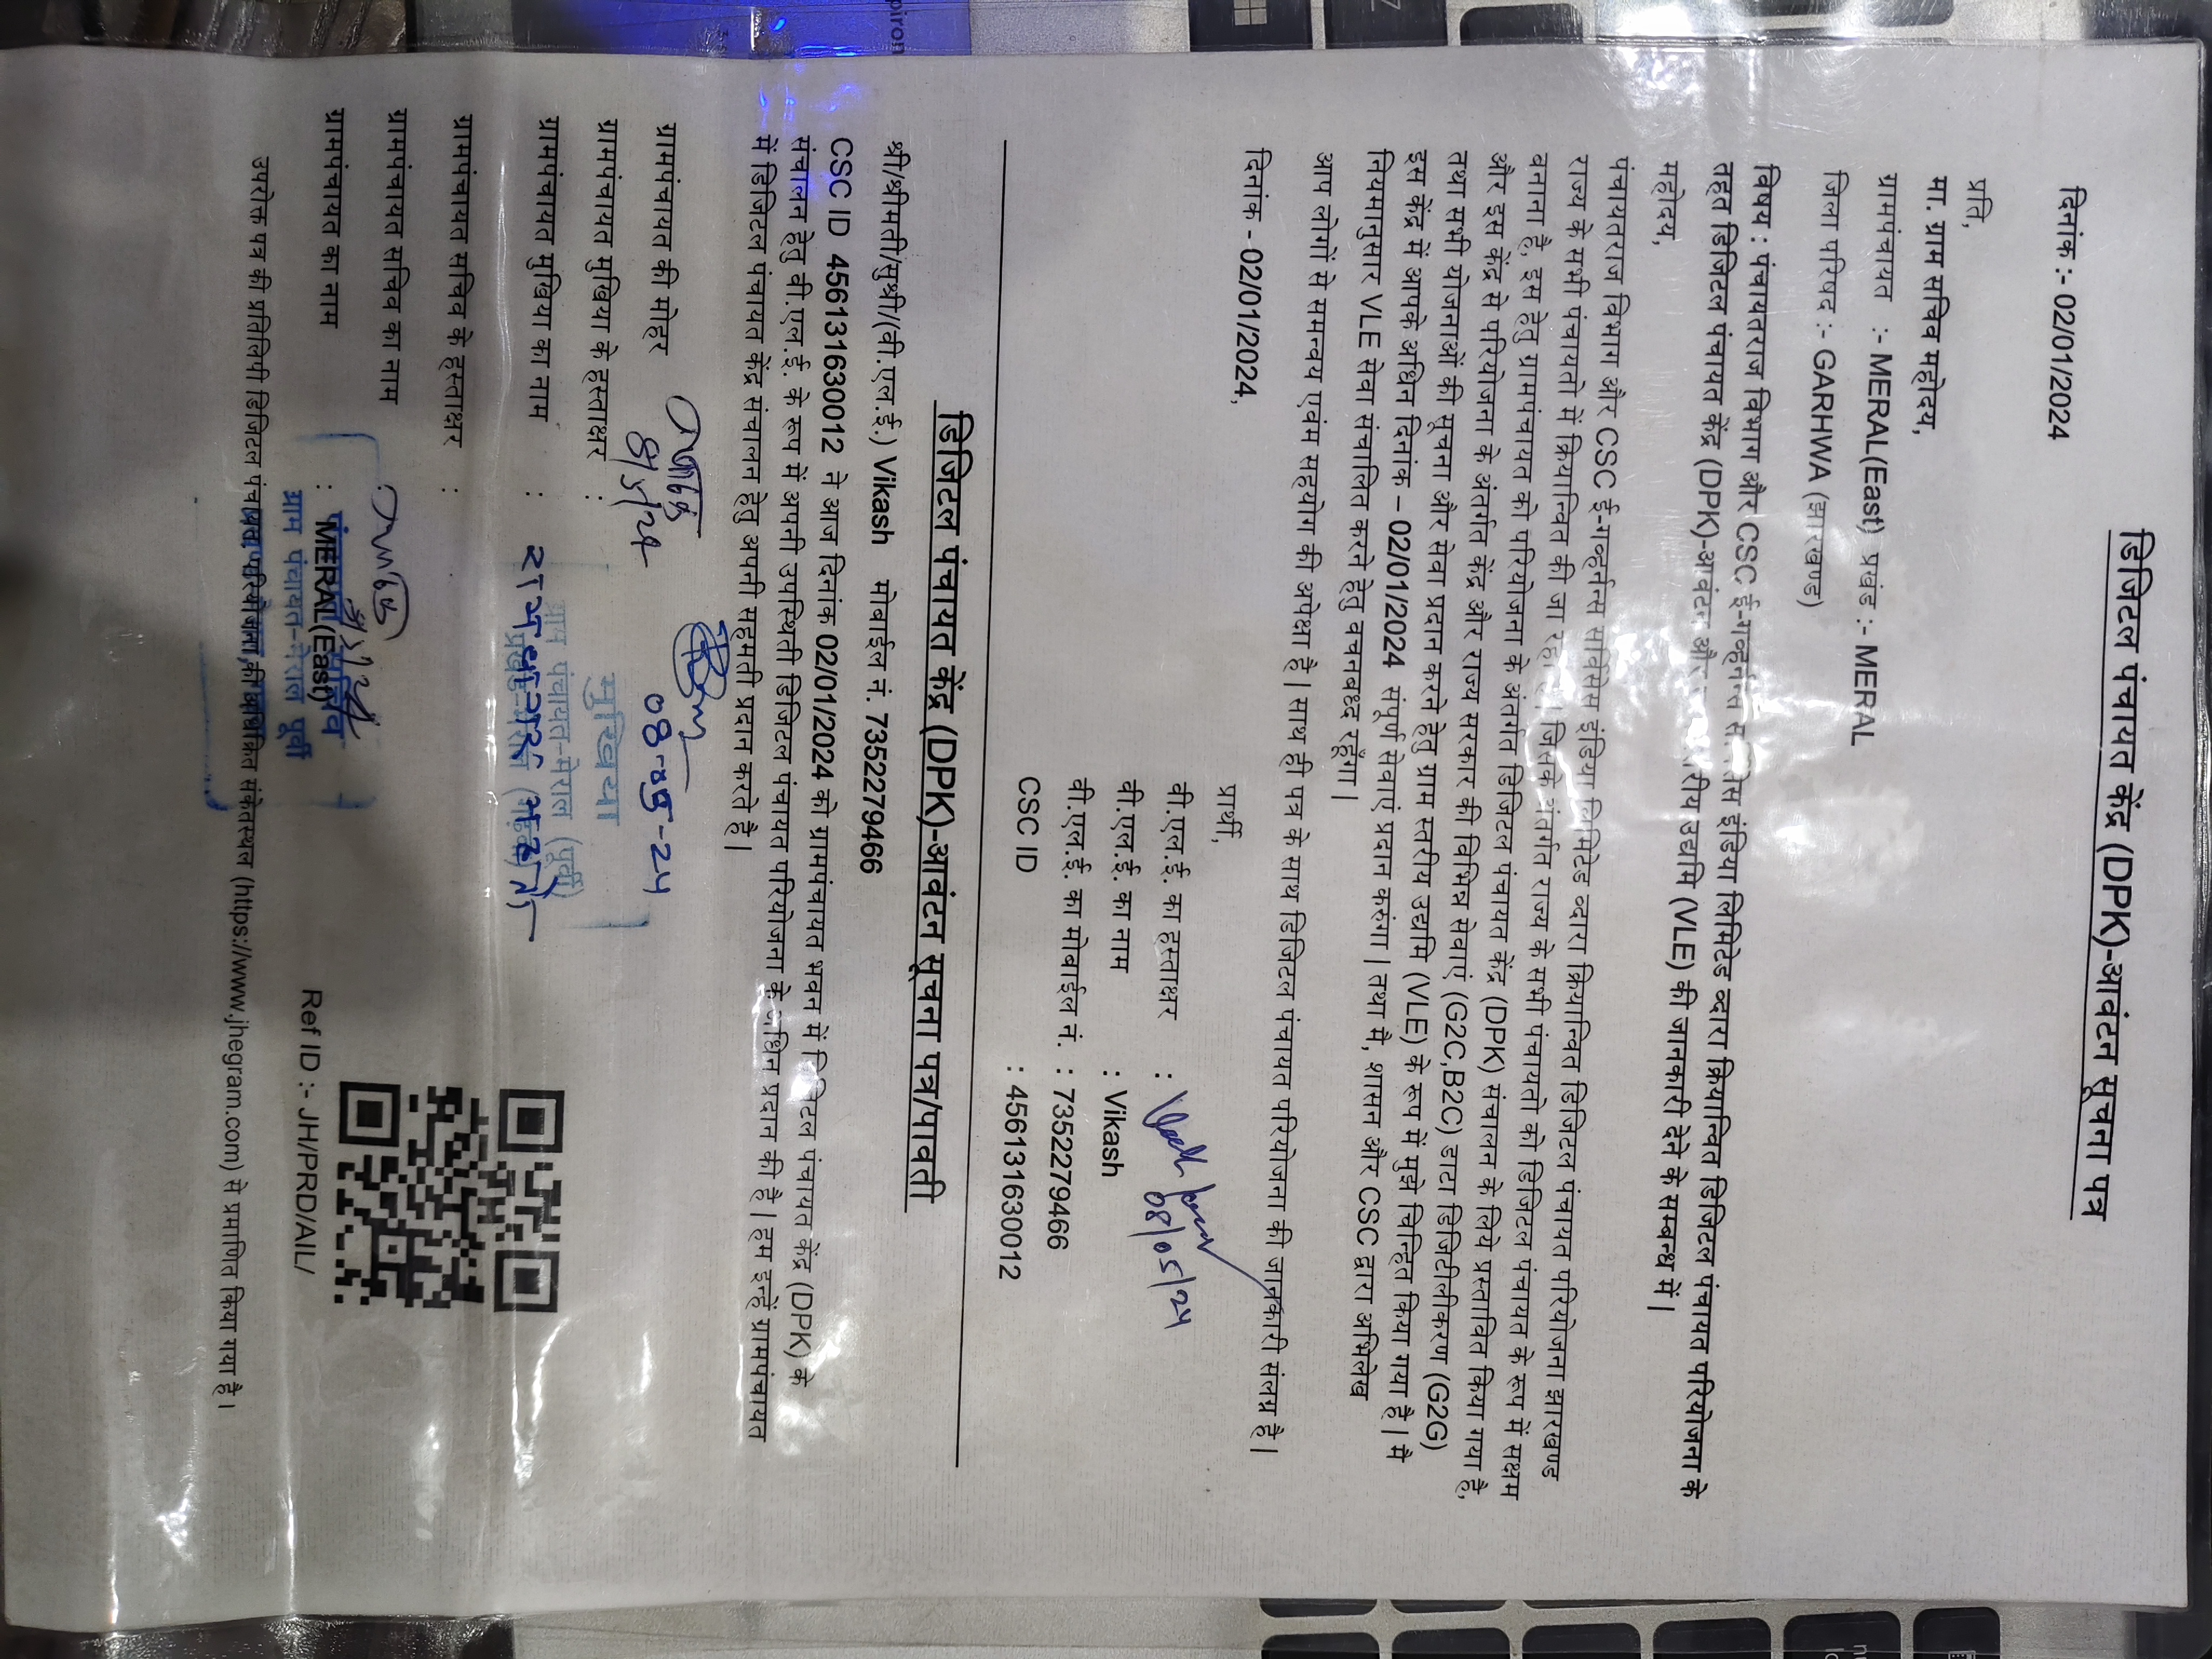 डिजिटल पंचायत केंद्र (DPK)-आवंटन सूचना पत्र
दिनांक :- 02/01/2024
प्रति,
मा. ग्राम सचिव महोदय,
ग्रामपंचायत :- MERAL(East) प्रखंड :- MERAL
जिला परिषद :- GARHWA (झारखण्ड)
विषय : पंचायतराज विभाग और CSC ई-गव्हर्नन्स इंडिया लिमिटेड व्दारा क्रियान्वित डिजिटल पंचायत परियोजना के
तहत डिजिटल पंचायत केंद्र (DPK)-आवंटन और उद्यमि (VLE) की जानकारी देने के सम्बन्ध में |
महोदय,
पंचायतराज विभाग और CSC ई-गव्हर्नन्स सर्विसेस इंडिया लिमिटेड व्दारा क्रियान्वित डिजिटल पंचायत परियोजना झारखण्ड
राज्य के सभी पंचायतो में क्रियान्वित की जा | जिसके अंतर्गत राज्य के सभी पंचायतो को डिजिटल पंचायत के रूप में सक्षम
बनाना है, इस हेतु ग्रामपंचायत को परियोजना के अंतर्गत डिजिटल पंचायत केंद्र (DPK) संचालन के लिये प्रस्तावित किया गया है,
और इस केंद्र से परियोजना के अंतर्गत केंद्र और राज्य सरकार की विभिन्न सेवाएं (G2C,B2C) डाटा डिजिटीलीकरण (G2G)
तथा सभी योजनाओं की सुचना और सेवा प्रदान करने हेतु ग्राम स्तरीय उद्यमि (VLE) के रूप में मुझे चिन्हित किया गया है | मै
इस केंद्र में आपके अधिन दिनांक – 02/01/2024 संपूर्ण सेवाएं प्रदान करुंगा | तथा मै, शासन और CSC द्वारा अभिलेख
नियमानुसार VLE सेवा संचालित करने हेतु वचनबध्द रहूँगा |
आप लोगों से समन्वय एवंम सहयोग की अपेक्षा है | साथ ही पत्र के साथ डिजिटल पंचायत परियोजना की जानकारी संलग्न है |
दिनांक - 02/01/2024,
प्रार्थी,
वी.एल.ई. का हस्ताक्षर : 08/05/24
वी.एल.ई. का नाम : Vikash
वी.एल.ई. का मोबाईल नं. : 7352279466
CSC ID : 456131630012
डिजिटल पंचायत केंद्र (DPK)-आवंटन सूचना पत्र/पावती
श्री/श्रीमती/सुश्री/(वी.एल.ई.) Vikash मोबाईल नं. 7352279466
CSC ID 456131630012 ने आज दिनांक 02/01/2024 को ग्रामपंचायत भवन में पंचायत केंद्र (DPK) के
संचालन हेतु वी.एल.ई. के रूप में अपनी उपस्थिती डिजिटल पंचायत परियोजना के अधिन प्रदान की है | हम इन्हें ग्रामपंचायत
में डिजिटल पंचायत केंद्र संचालन हेतु अपनी सहमती प्रदान करते है |
ग्रामपंचायत की मोहर
8/5/24
08-05-24
ग्रामपंचायत मुखिया के हस्ताक्षर :
मुखिया
ग्राम पंचायत-मेराल (पूर्वी)
ग्रामपंचायत मुखिया का नाम :
ग्रामपंचायत सचिव के हस्ताक्षर :
ग्रामपंचायत सचिव का नाम :
ग्रामपंचायत का नाम : MERAL(East)
ग्राम पंचायत-मेराल पूर्वी
Ref ID :- JH/PRD/AIL/
उपरोक्त पत्र की प्रतिलिपी डिजिटल पंचायत परियोजना की संकेतस्थल (https://www.jhegram.com) से प्रमाणित किया गया है |